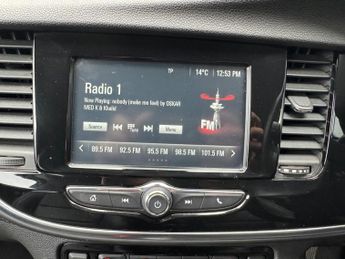 TP 14°C 12:53 PM
Radio 1
Now Playing: nobody (make me feel) by OSKAR
MED K &
FM
Source Menu
89.5 FM 92.5 FM 95.5 FM 98.5 FM 101.5 FM